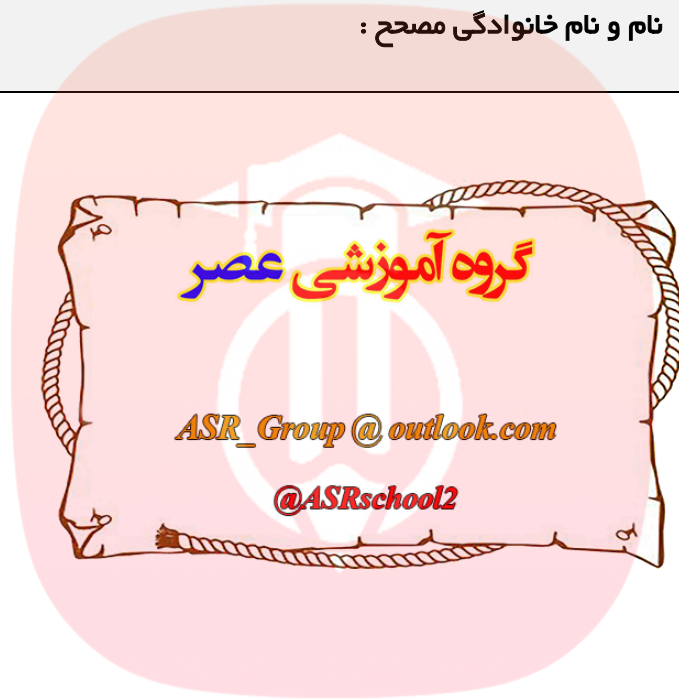 نام و نام خانوادگی مصحح :
گروه آموزشی عصر
ASR_Group @ outlook.com
@ASRschool2